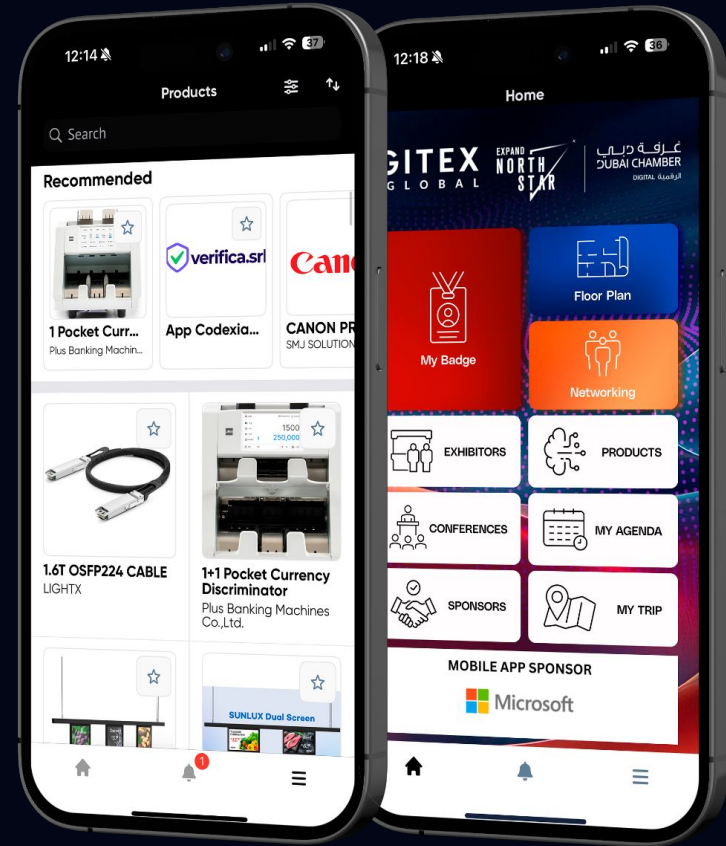 12:14
37
Products
Search
Recommended
1 Pocket Curr...
Plus Banking Machin...
verifica.srl
App Codexia...
Can
CANON PR
SMJ SOLUTION
1.6T OSFP224 CABLE
LIGHTX
1500
250,000
1+1 Pocket Currency
Discriminator
Plus Banking Machines
Co.,Ltd.
SUNLUX Dual Screen
1
12:18
36
Home
GITEX
GLOBAL
EXPAND
NORTH
STAR
غرفة دبي
DUBAI CHAMBER
DIGITAL الرقمية
My Badge
Floor Plan
Networking
EXHIBITORS
PRODUCTS
CONFERENCES
MY AGENDA
SPONSORS
MY TRIP
MOBILE APP SPONSOR
Microsoft